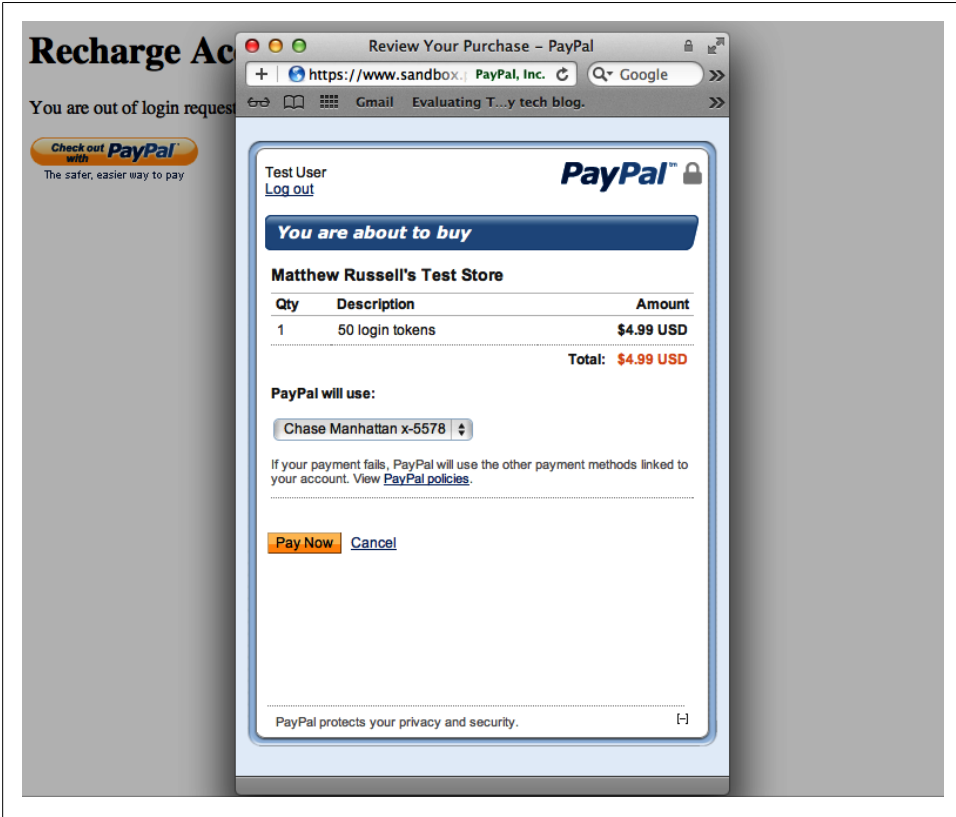 Recharge Ac
You are out of login request
Check out with PayPal
The safer, easier way to pay
Review Your Purchase – PayPal
https://www.sandbox.p PayPal, Inc. Google
Gmail Evaluating T...y tech blog.
Test User
Log out
PayPal™
You are about to buy
Matthew Russell's Test Store
Qty Description Amount
1 50 login tokens $4.99 USD
Total: $4.99 USD
PayPal will use:
Chase Manhattan x-5578
If your payment fails, PayPal will use the other payment methods linked to
your account. View PayPal policies.
Pay Now Cancel
PayPal protects your privacy and security. [-]